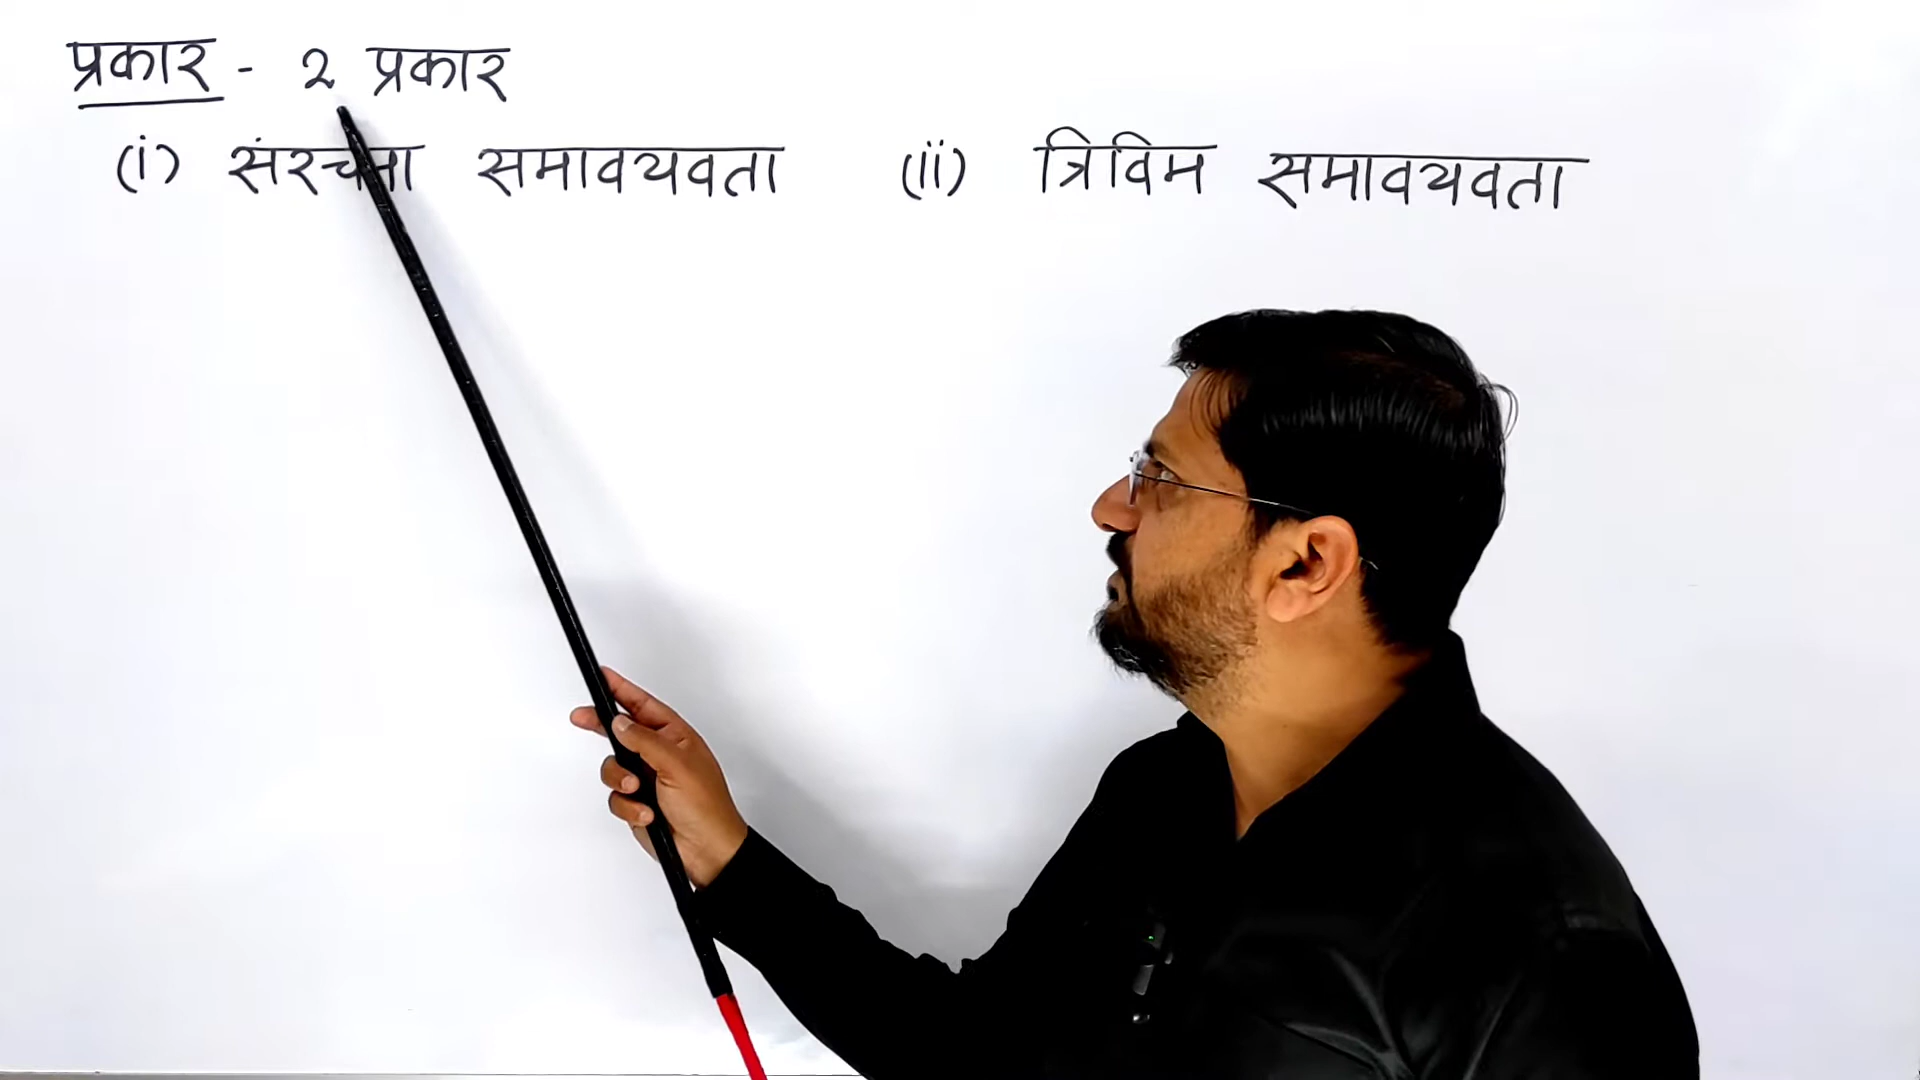 प्रकार - 2 प्रकार
(i) संरचना समावयवता (ii) त्रिविम समावयवता